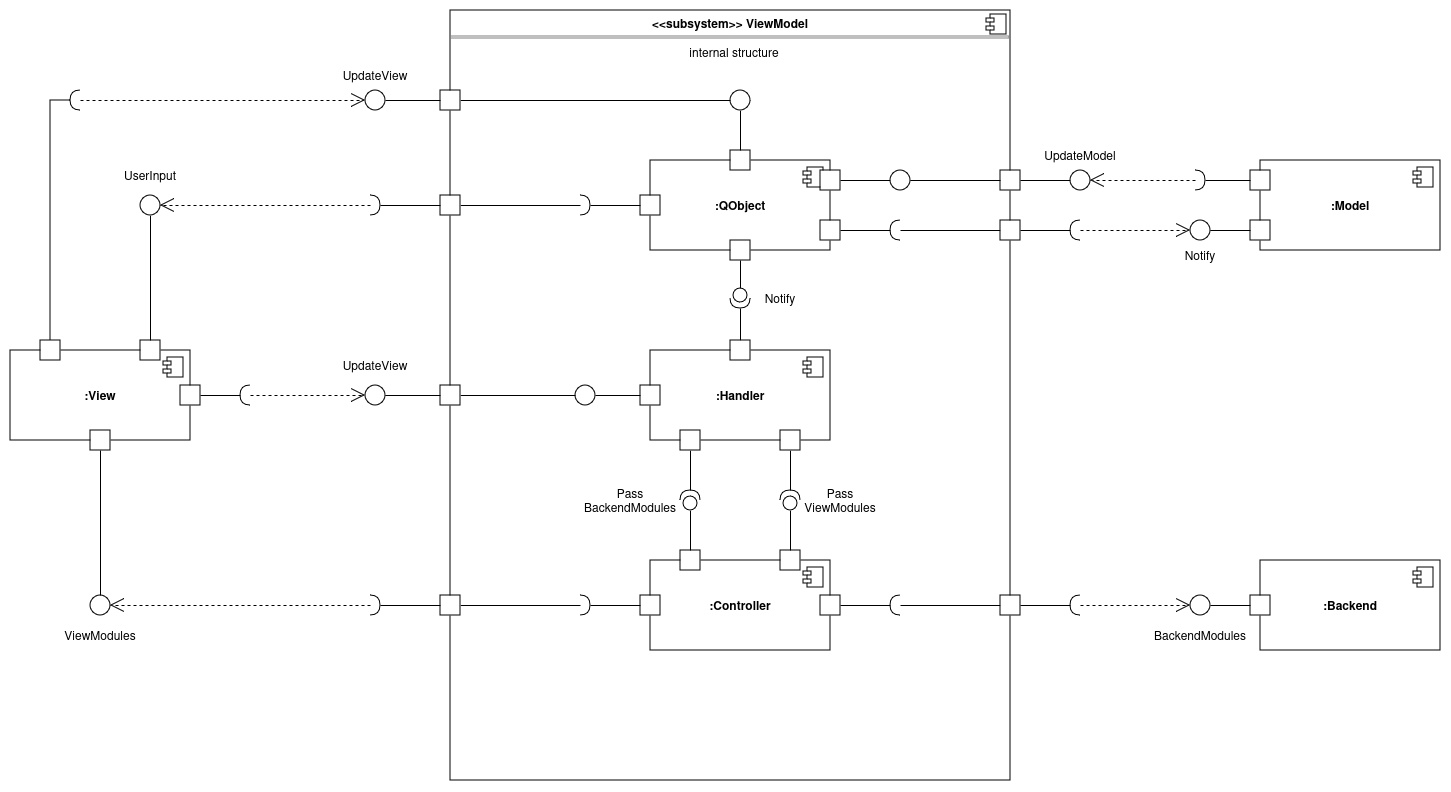 <<subsystem>> ViewModel
internal structure
UpdateView
UserInput
UpdateModel
:QObject
:Model
Notify
Notify
UpdateView
:View
:Handler
Pass
BackendModules
Pass
ViewModules
:Controller
:Backend
ViewModules
BackendModules